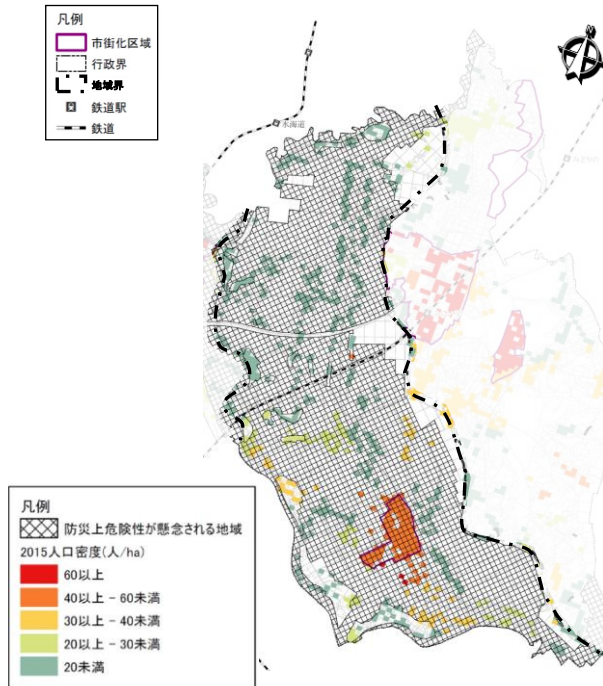 凡例
市街化区域
行政界
地域界
鉄道駅
鉄道
水海道
凡例
防災上危険性が懸念される地域
2015人口密度(人/ha)
60以上
40以上 - 60未満
30以上 - 40未満
20以上 - 30未満
20未満